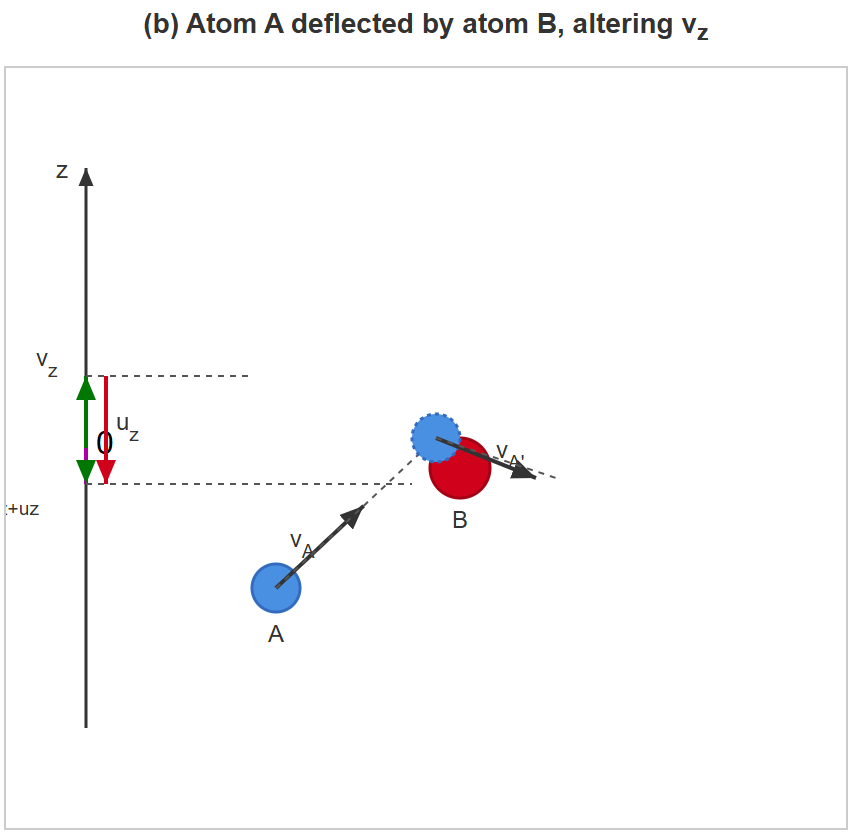 (b) Atom A deflected by atom B, altering vz
z
vz
uz
0
+uz
vA
vA'
B
A